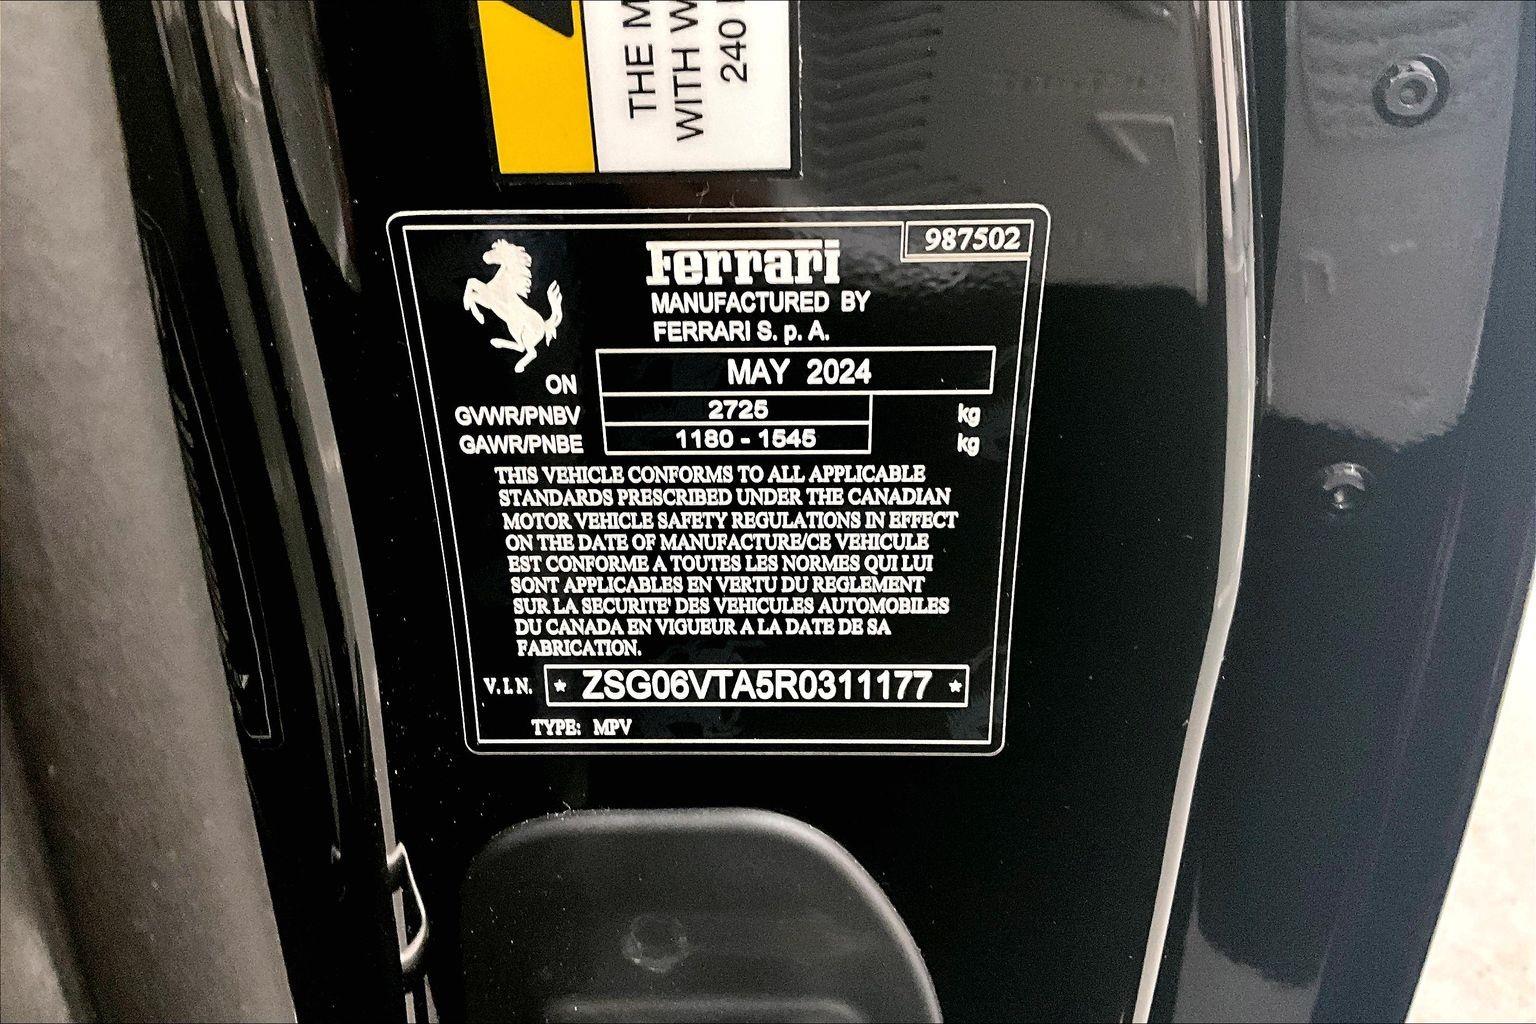 THE M
WITH W
240
987502
Ferrari
MANUFACTURED BY
FERRARI S. p. A.
ON MAY 2024
GVWR/PNBV 2725 kg
GAWR/PNBE 1180 - 1545 kg
THIS VEHICLE CONFORMS TO ALL APPLICABLE
STANDARDS PRESCRIBED UNDER THE CANADIAN
MOTOR VEHICLE SAFETY REGULATIONS IN EFFECT
ON THE DATE OF MANUFACTURE/CE VEHICULE
EST CONFORME A TOUTES LES NORMES QUI LUI
SONT APPLICABLES EN VERTU DU REGLEMENT
SUR LA SECURITE' DES VEHICULES AUTOMOBILES
DU CANADA EN VIGUEUR A LA DATE DE SA
FABRICATION.
V.I.N. * ZSG06VTA5R0311177 *
TYPE: MPV